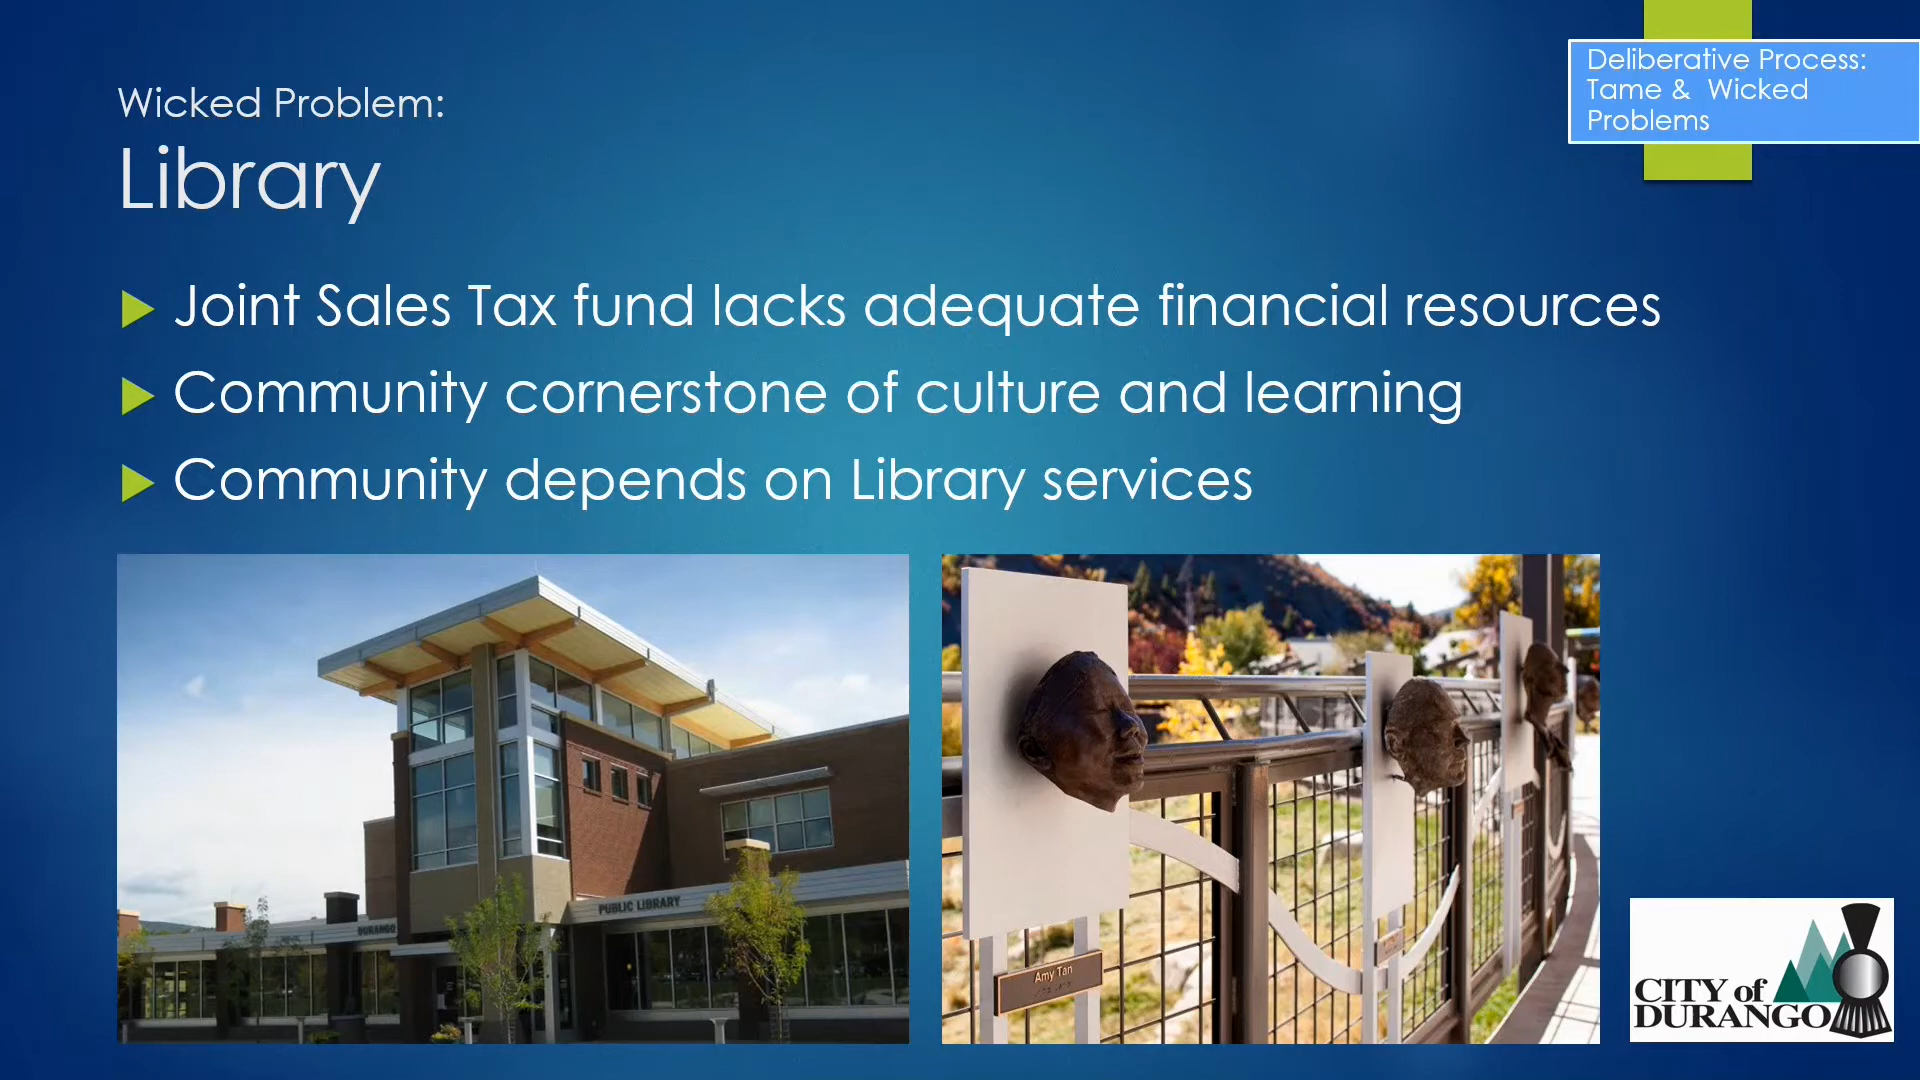 Deliberative Process:
Tame &  Wicked
Problems
Wicked Problem:
Library
Joint Sales Tax fund lacks adequate financial resources
Community cornerstone of culture and learning
Community depends on Library services
DURANGO
PUBLIC LIBRARY
Amy Tan
CITY of
DURANGO